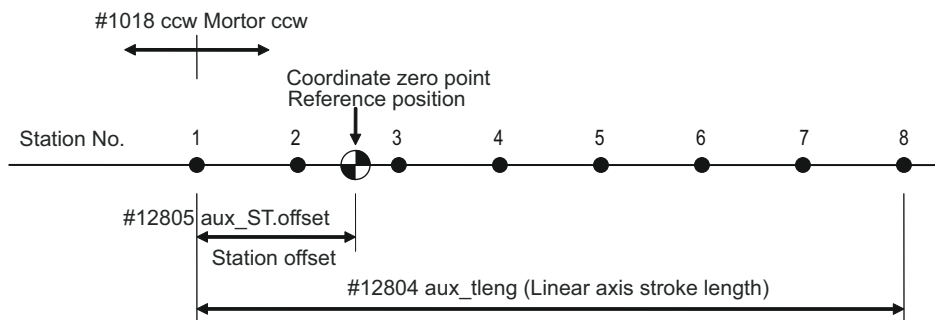 #1018 ccw Mortor ccw
Coordinate zero point
Reference position
Station No. 1 2 3 4 5 6 7 8
#12805 aux_ST.offset
Station offset
#12804 aux_tleng (Linear axis stroke length)